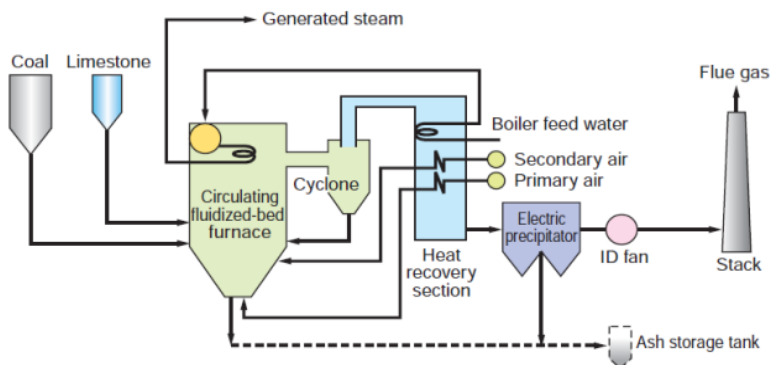 Generated steam
Coal
Limestone
Flue gas
Boiler feed water
Secondary air
Primary air
Cyclone
Circulating
fluidized-bed
furnace
Electric
precipitator
Heat
recovery
section
ID fan
Stack
Ash storage tank